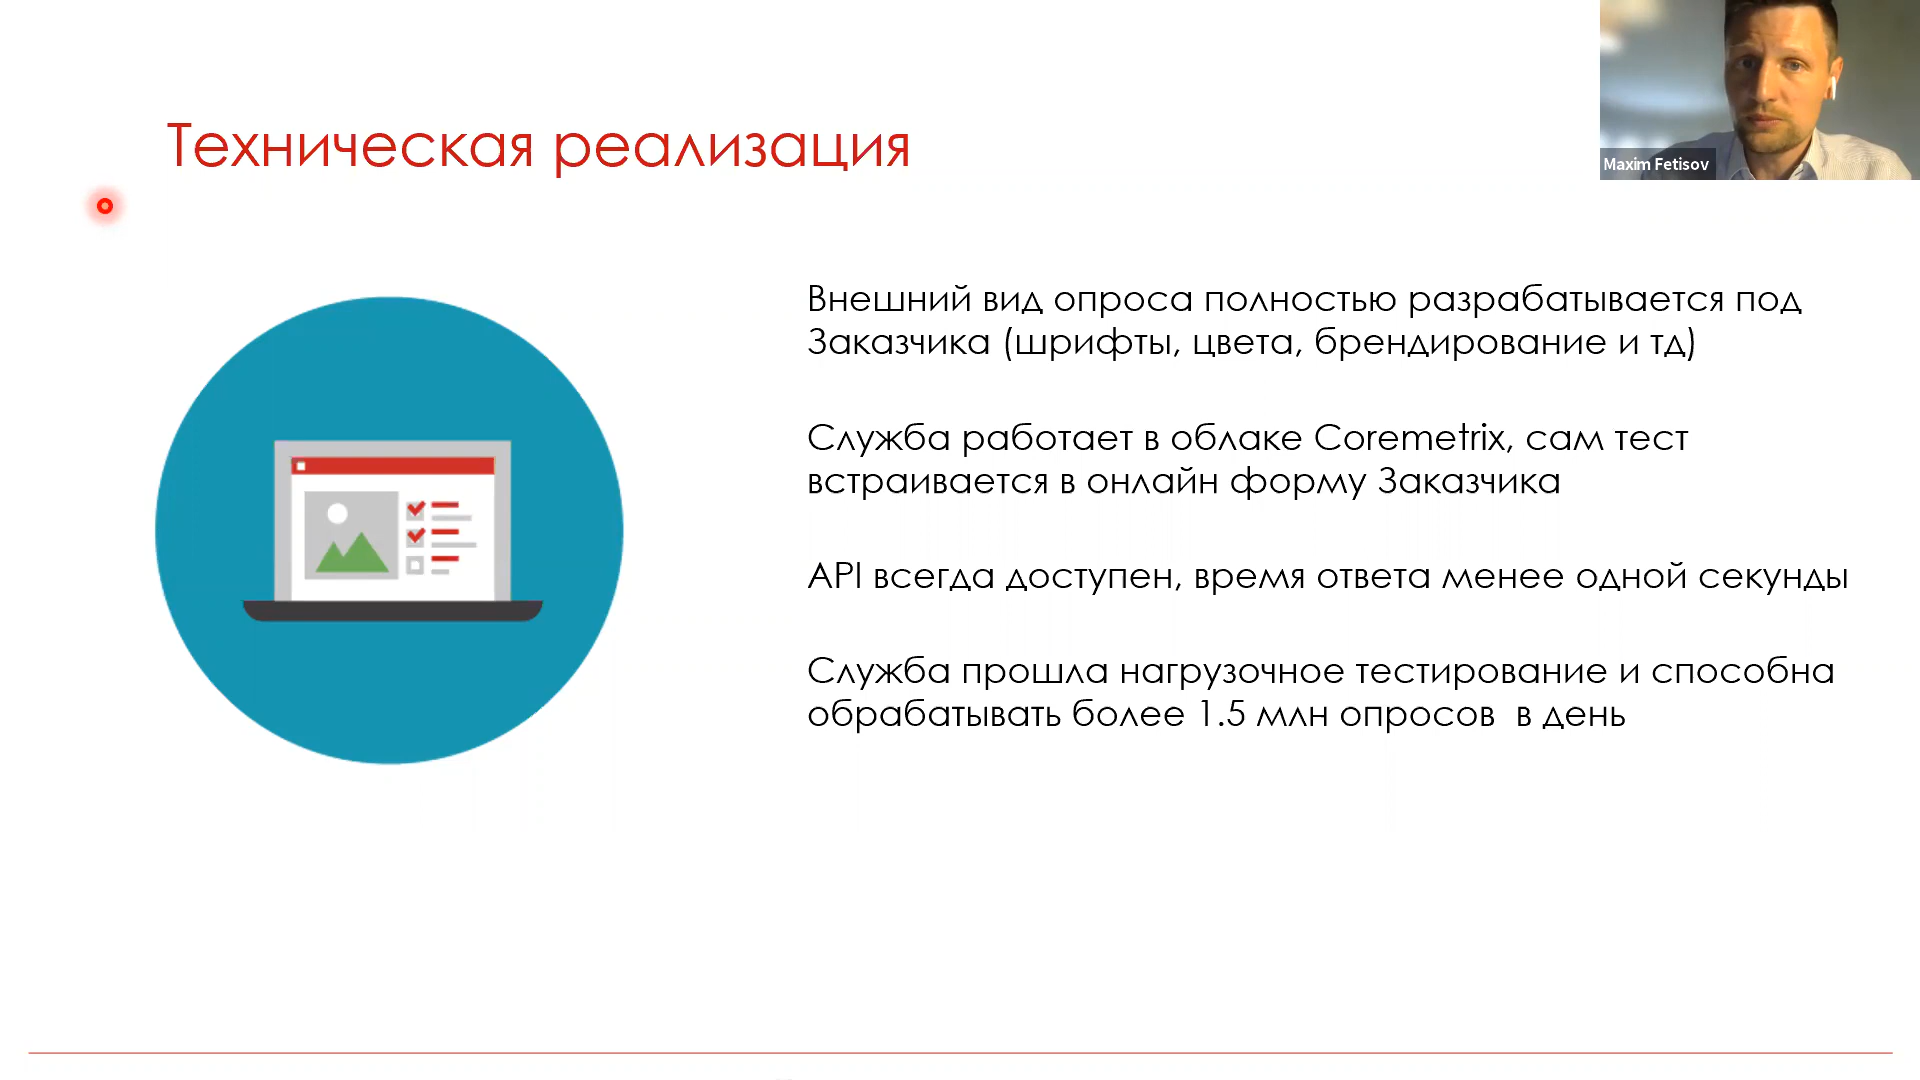 Maxim Fetisov
Техническая реализация
Внешний вид опроса полностью разрабатывается под
Заказчика (шрифты, цвета, брендирование и тд)
Служба работает в облаке Coremetrix, сам тест
встраивается в онлайн форму Заказчика
API всегда доступен, время ответа менее одной секунды
Служба прошла нагрузочное тестирование и способна
обрабатывать более 1.5 млн опросов  в день